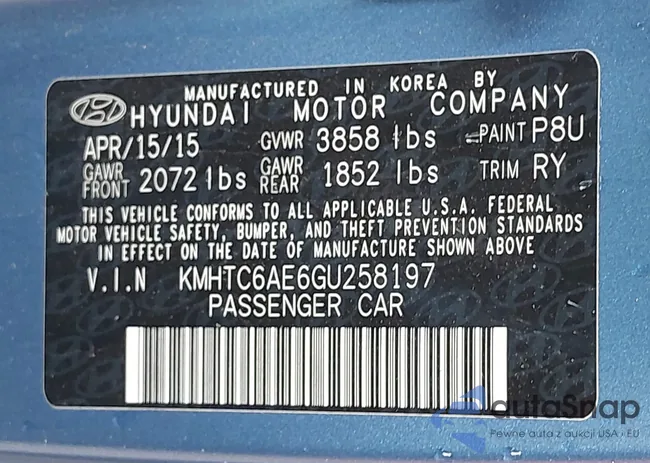 MANUFACTURED IN KOREA BY
HYUNDAI MOTOR COMPANY
APR/15/15 GVWR 3858 lbs PAINT P8U
GAWR FRONT 2072 lbs GAWR REAR 1852 lbs TRIM RY
THIS VEHICLE CONFORMS TO ALL APPLICABLE U.S.A. FEDERAL
MOTOR VEHICLE SAFETY, BUMPER, AND THEFT PREVENTION STANDARDS
IN EFFECT ON THE DATE OF MANUFACTURE SHOWN ABOVE
V.I.N KMHTC6AE6GU258197
PASSENGER CAR
autoSnap
Pewne auta z aukcji USA - EU